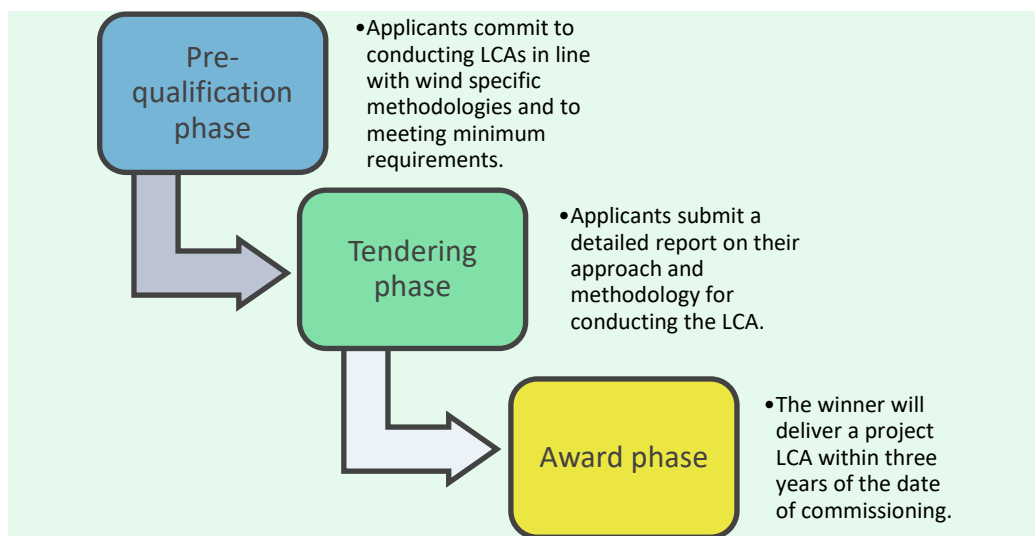 Pre-
qualification
phase
•Applicants commit to
conducting LCAs in line
with wind specific
methodologies and to
meeting minimum
requirements.
Tendering
phase
•Applicants submit a
detailed report on their
approach and
methodology for
conducting the LCA.
Award phase
•The winner will
deliver a project
LCA within three
years of the date
of commissioning.